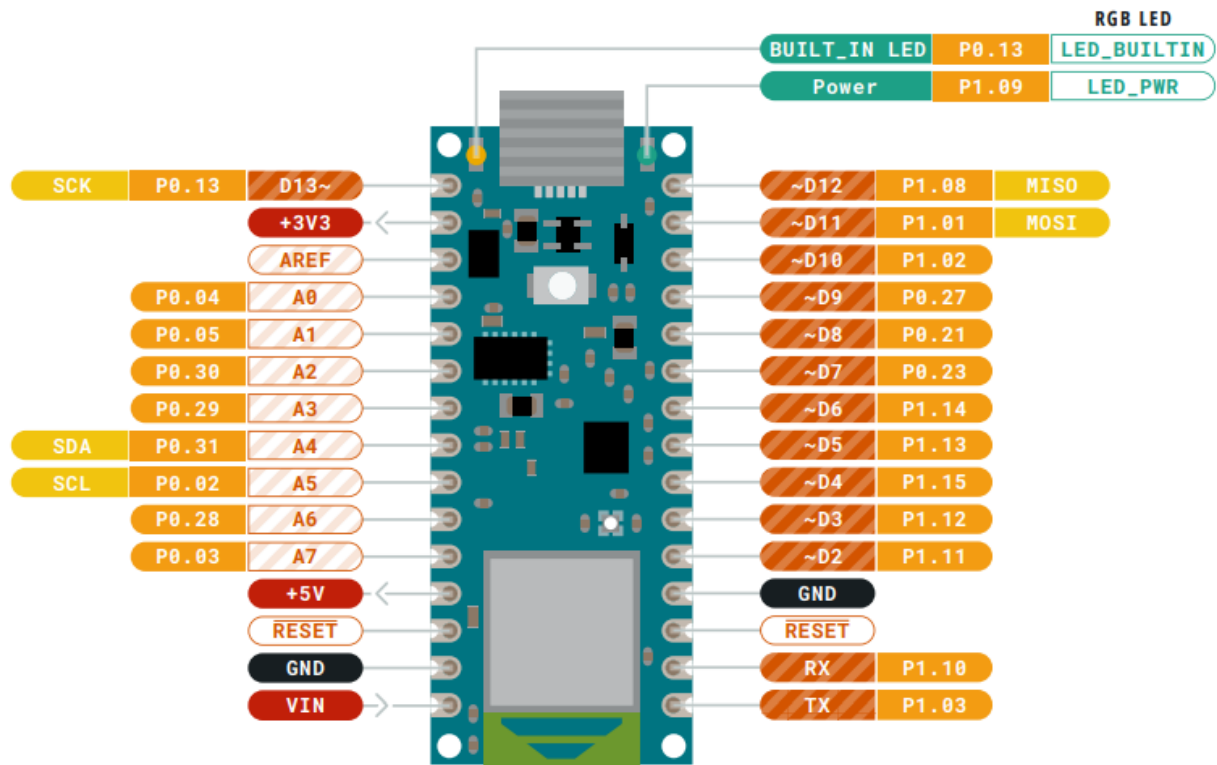 RGB LED
BUILT_IN LED P0.13 LED_BUILTIN
Power P1.09 LED_PWR
SCK P0.13 D13~
+3V3
AREF
P0.04 A0
P0.05 A1
P0.30 A2
P0.29 A3
SDA P0.31 A4
SCL P0.02 A5
P0.28 A6
P0.03 A7
+5V
RESET
GND
VIN
~D12 P1.08 MISO
~D11 P1.01 MOSI
~D10 P1.02
~D9 P0.27
~D8 P0.21
~D7 P0.23
~D6 P1.14
~D5 P1.13
~D4 P1.15
~D3 P1.12
~D2 P1.11
GND
RESET
RX P1.10
TX P1.03